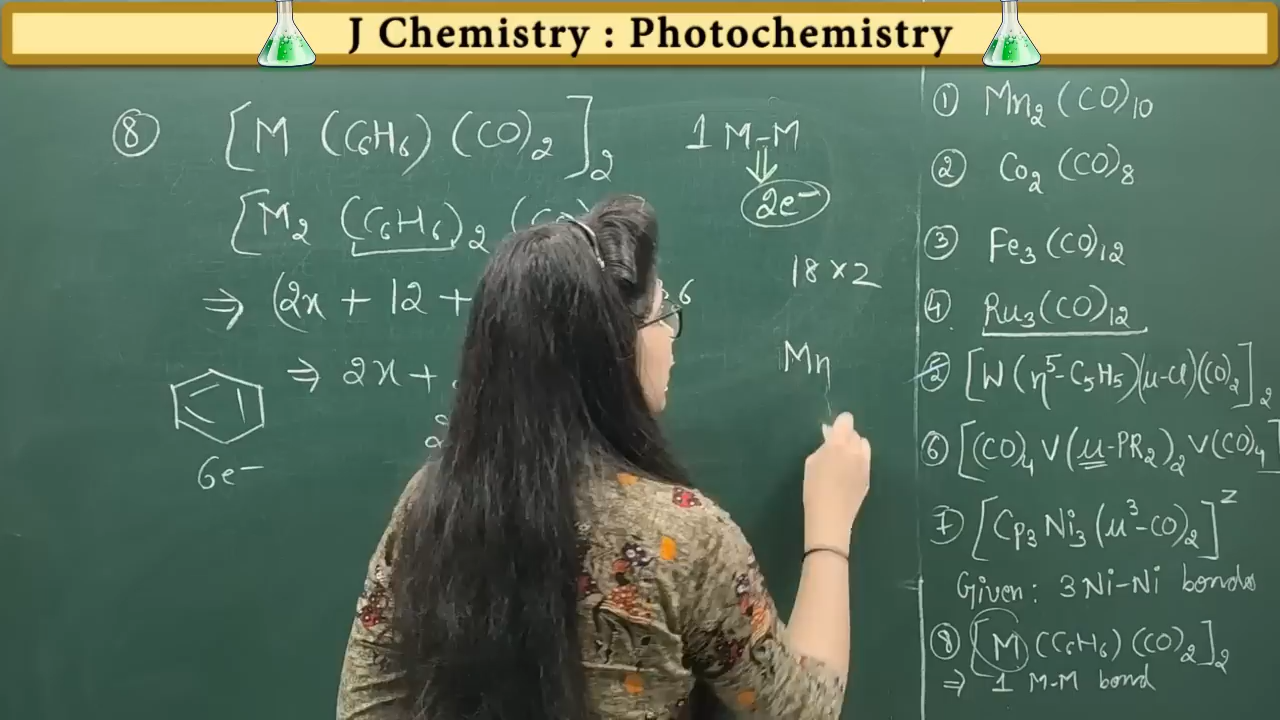 J Chemistry : Photochemistry
⑧ [M (C₆H₆) (CO)₂]₂
1 M-M
⇓
2e⁻
[M₂ (C₆H₆)₂ (C
18 × 2
⇒ (2x + 12 +
6
Mn
⇒ 2x +
6e⁻
① Mn₂ (CO)₁₀
② Co₂ (CO)₈
③ Fe₃ (CO)₁₂
④. Ru₃(CO)₁₂
[W (η⁵-C₅H₅)(μ-Cl)(CO)₂]₂
⑥ [(CO)₄ V (μ-PR₂)₂ V(CO)₄]
7) [Cp₃ Ni₃ (μ³-CO)₂]ᶻ
Given: 3 Ni-Ni bonds
⑧ [M (C₆H₆) (CO)₂]₂
⇒ 1 M-M bond